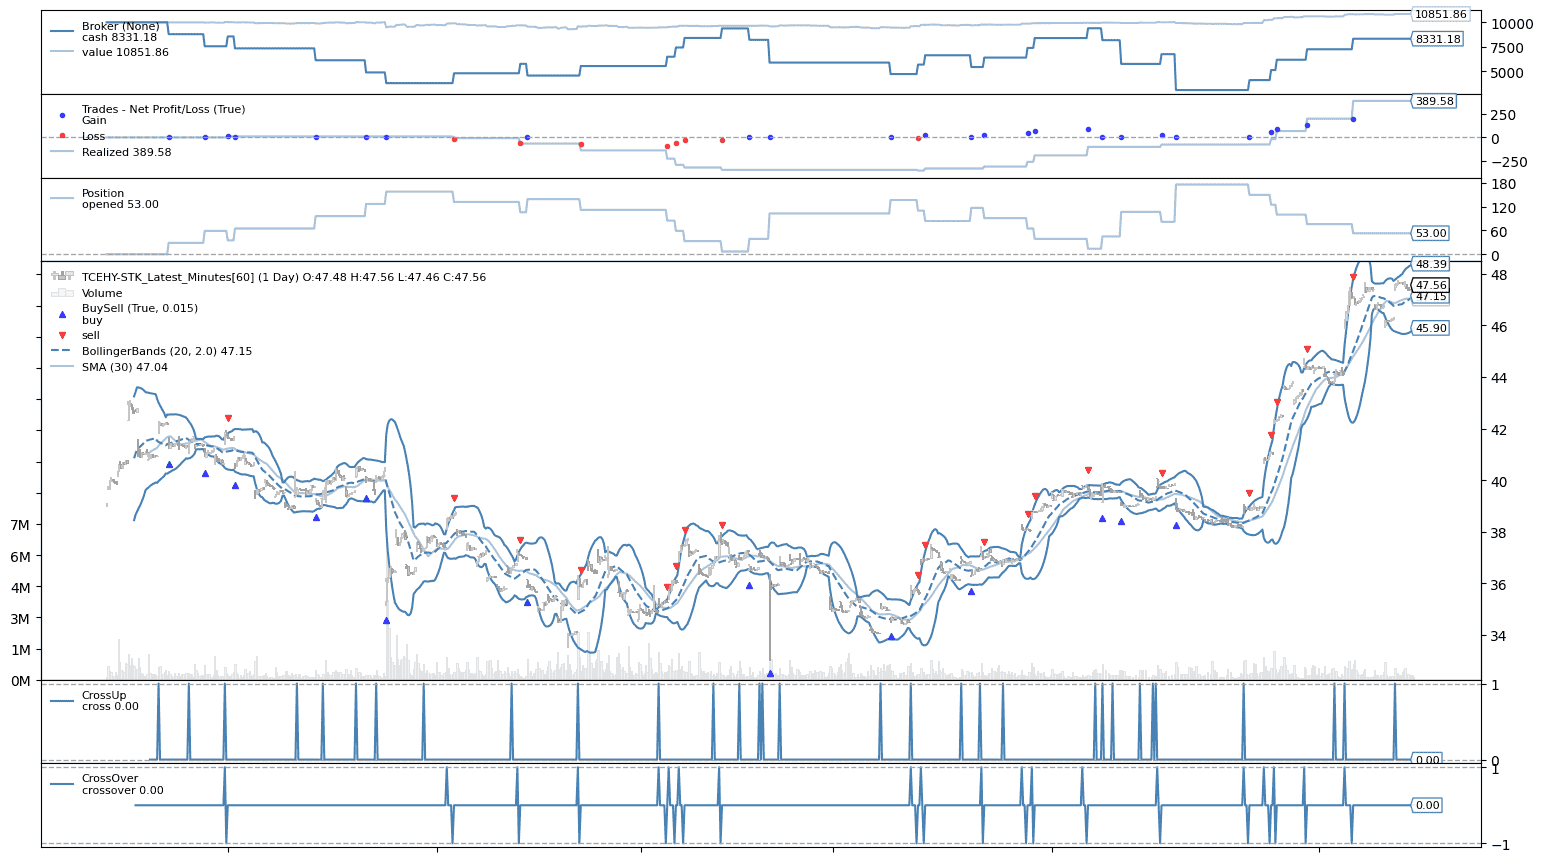 Broker (None)
cash 8331.18
value 10851.86
10851.86
10000
8331.18
7500
5000
Trades - Net Profit/Loss (True)
Gain
Loss
Realized 389.58
389.58
250
0
−250
Position
opened 53.00
180
120
60
53.00
0
TCEHY-STK_Latest_Minutes[60] (1 Day) O:47.48 H:47.56 L:47.46 C:47.56
Volume
BuySell (True, 0.015)
buy
sell
BollingerBands (20, 2.0) 47.15
SMA (30) 47.04
48.39
48
47.56
47.15
46
45.90
44
42
40
38
36
34
7M
6M
4M
3M
1M
0M
CrossUp
cross 0.00
1
0
0.00
CrossOver
crossover 0.00
1
0.00
−1